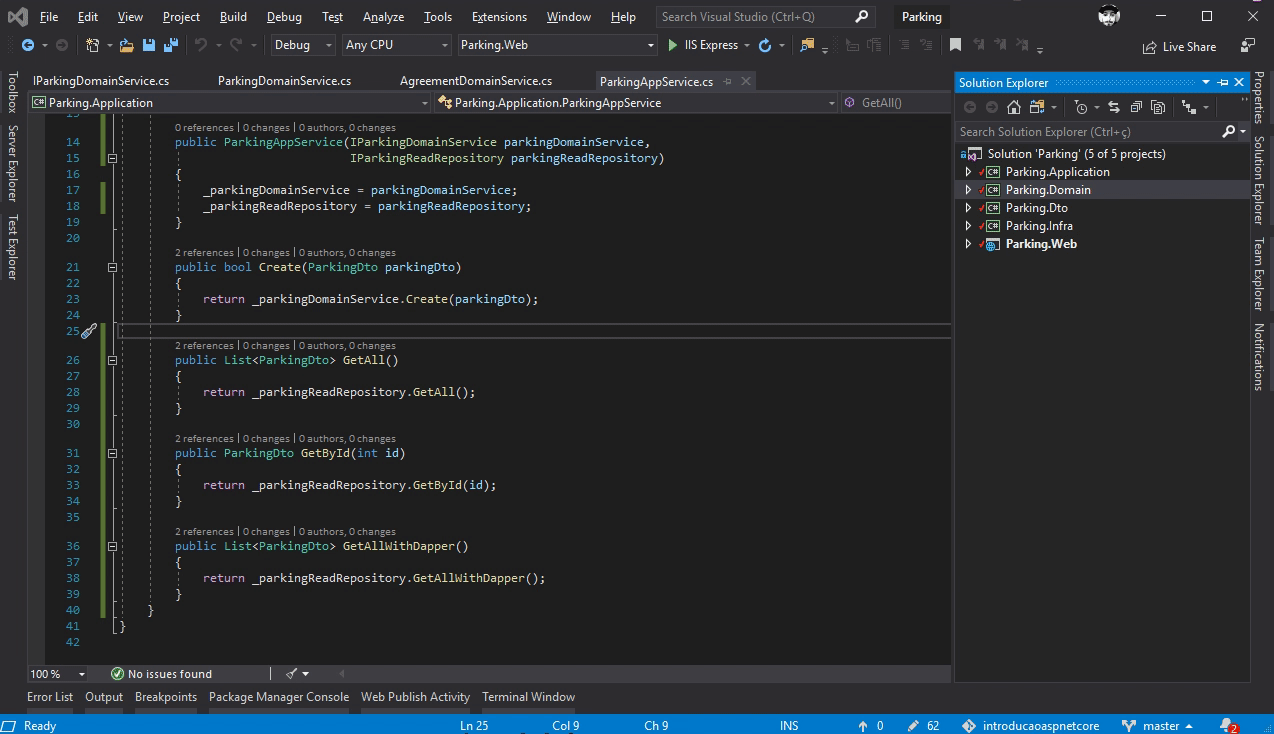 File Edit View Project Build Debug Test Analyze Tools Extensions Window Help Search Visual Studio (Ctrl+Q) Parking
Debug Any CPU Parking.Web IIS Express Live Share
Toolbox
Server Explorer
Test Explorer
IParkingDomainService.cs ParkingDomainService.cs AgreementDomainService.cs ParkingAppService.cs
C# Parking.Application Parking.Application.ParkingAppService GetAll()
13
0 references | 0 changes | 0 authors, 0 changes
14 public ParkingAppService(IParkingDomainService parkingDomainService,
15 IParkingReadRepository parkingReadRepository)
16 {
17 _parkingDomainService = parkingDomainService;
18 _parkingReadRepository = parkingReadRepository;
19 }
20
2 references | 0 changes | 0 authors, 0 changes
21 public bool Create(ParkingDto parkingDto)
22 {
23 return _parkingDomainService.Create(parkingDto);
24 }
25
2 references | 0 changes | 0 authors, 0 changes
26 public List<ParkingDto> GetAll()
27 {
28 return _parkingReadRepository.GetAll();
29 }
30
2 references | 0 changes | 0 authors, 0 changes
31 public ParkingDto GetById(int id)
32 {
33 return _parkingReadRepository.GetById(id);
34 }
35
2 references | 0 changes | 0 authors, 0 changes
36 public List<ParkingDto> GetAllWithDapper()
37 {
38 return _parkingReadRepository.GetAllWithDapper();
39 }
40 }
41 }
42
100 % No issues found
Solution Explorer
Search Solution Explorer (Ctrl+ç)
Solution 'Parking' (5 of 5 projects)
C# Parking.Application
C# Parking.Domain
C# Parking.Dto
C# Parking.Infra
Parking.Web
Properties
Solution Explorer
Team Explorer
Notifications
Error List Output Breakpoints Package Manager Console Web Publish Activity Terminal Window
Ready Ln 25 Col 9 Ch 9 INS 0 62 introducaoaspnetcore master 2